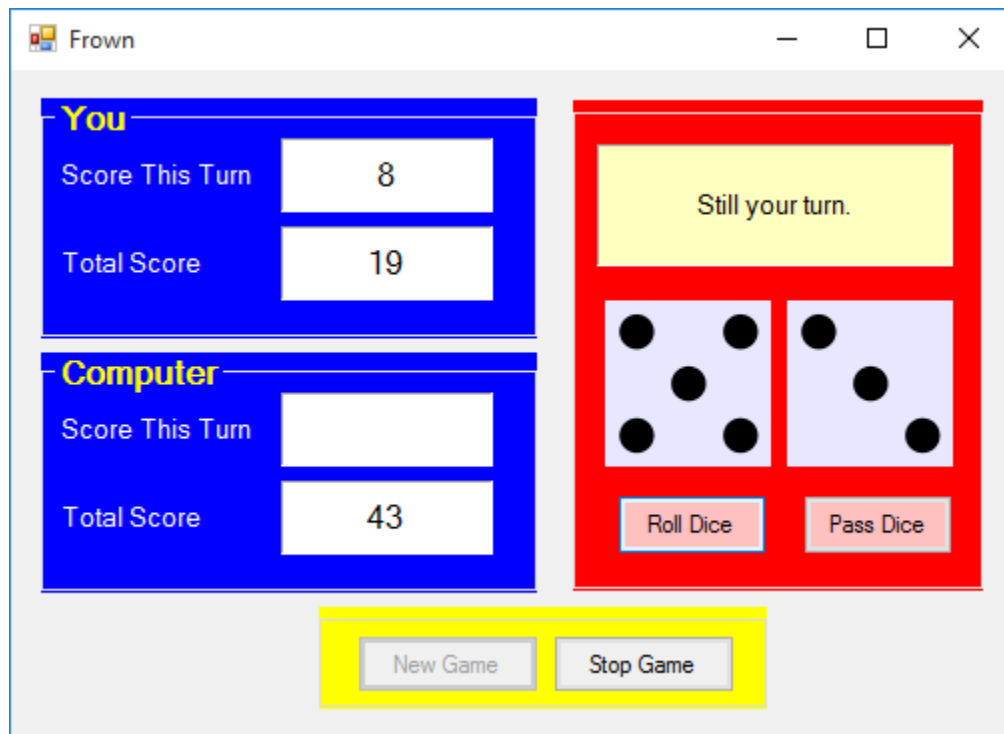 Frown
You
Score This Turn 8
Total Score 19
Computer
Score This Turn
Total Score 43
Still your turn.
Roll Dice Pass Dice
New Game Stop Game